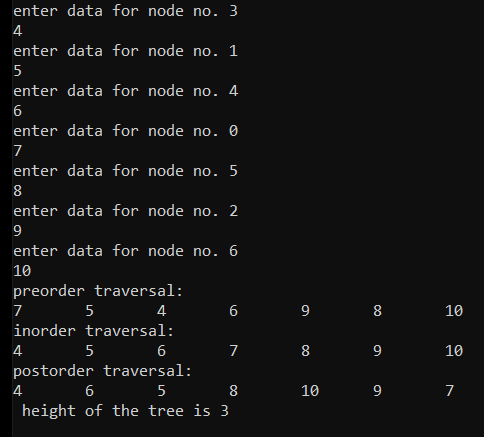 enter data for node no. 3
4
enter data for node no. 1
5
enter data for node no. 4
6
enter data for node no. 0
7
enter data for node no. 5
8
enter data for node no. 2
9
enter data for node no. 6
10
preorder traversal:
7 5 4 6 9 8 10
inorder traversal:
4 5 6 7 8 9 10
postorder traversal:
4 6 5 8 10 9 7
height of the tree is 3